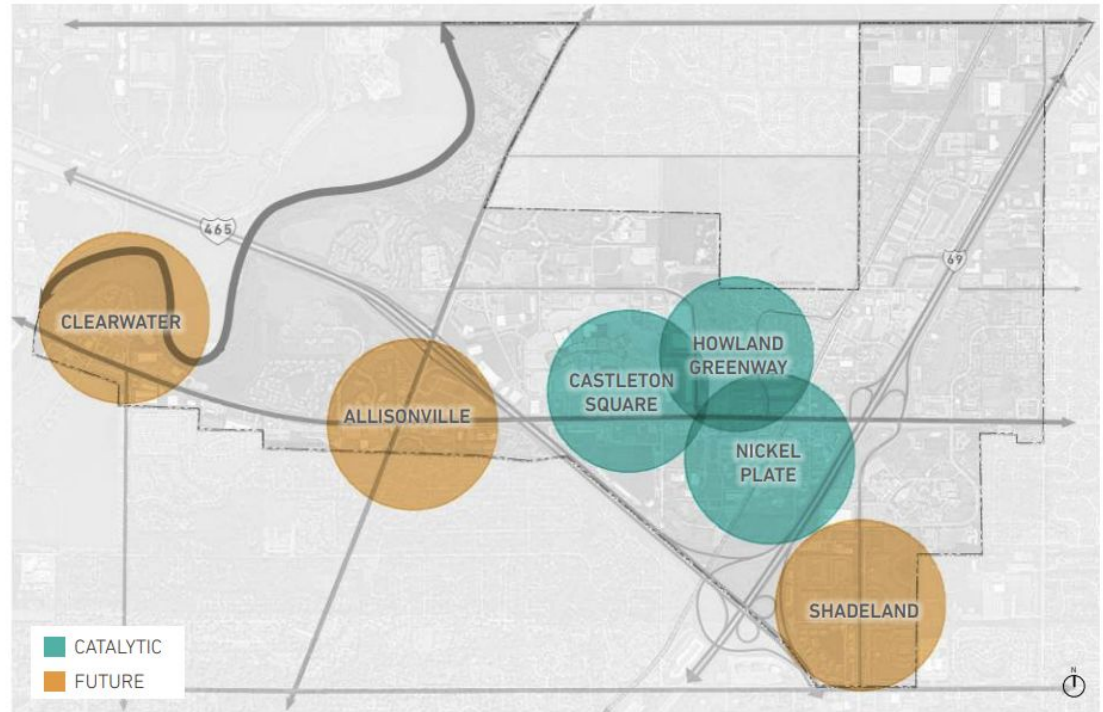 465
69
CLEARWATER
HOWLAND
GREENWAY
CASTLETON
SQUARE
ALLISONVILLE
NICKEL
PLATE
SHADELAND
CATALYTIC
FUTURE
N